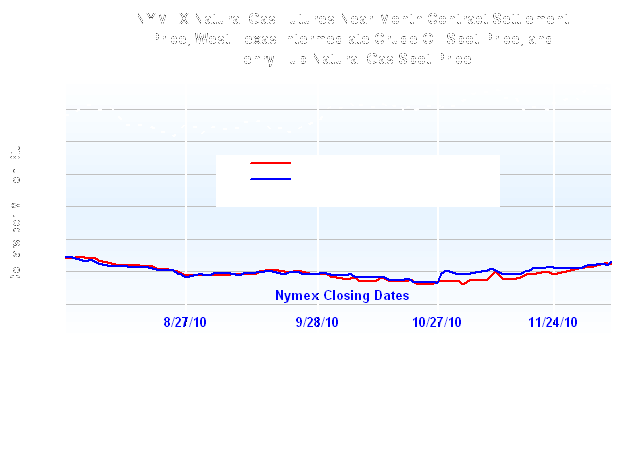 NYMEX Natural Gas Futures Near-Month Contract Settlement
Price, West Texas Intermediate Crude Oil Spot Price, and
Henry Hub Natural Gas Spot Price
Nymex Closing Dates
8/27/10 9/28/10 10/27/10 11/24/10